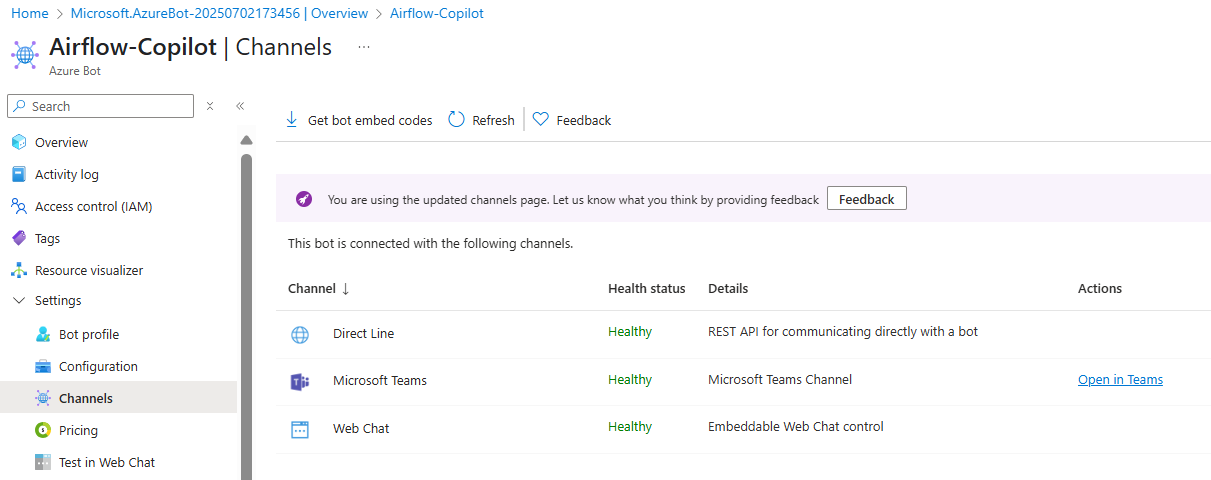 Home > Microsoft.AzureBot-20250702173456 | Overview > Airflow-Copilot
Airflow-Copilot | Channels ...
Azure Bot
Search
Get bot embed codes Refresh Feedback
Overview
Activity log
Access control (IAM)
Tags
Resource visualizer
Settings
Bot profile
Configuration
Channels
Pricing
Test in Web Chat
You are using the updated channels page. Let us know what you think by providing feedback Feedback
This bot is connected with the following channels.
Channel ↓ Health status Details Actions
Direct Line Healthy REST API for communicating directly with a bot
Microsoft Teams Healthy Microsoft Teams Channel Open in Teams
Web Chat Healthy Embeddable Web Chat control